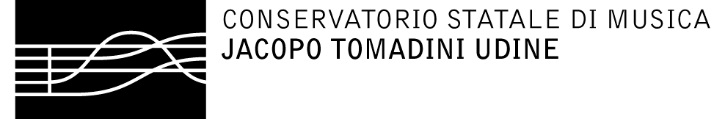 CONSERVATORIO STATALE DI MUSICA
JACOPO TOMADINI UDINE